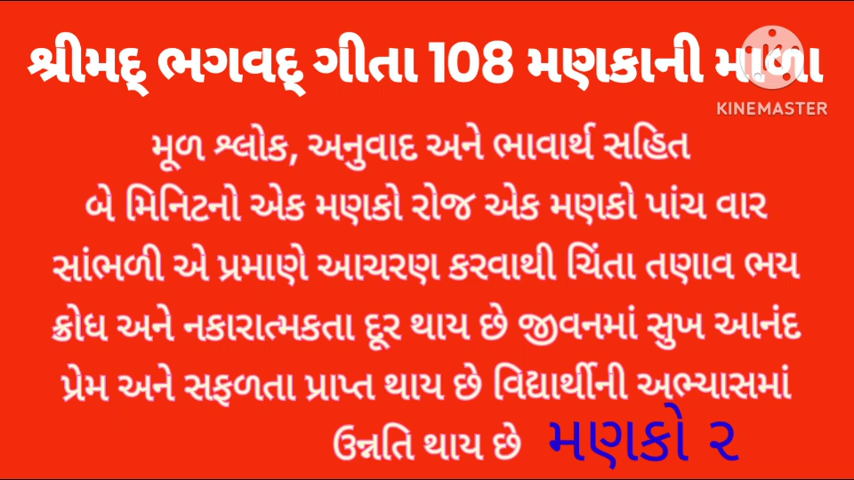 શ્રીમદ્ ભગવદ્ ગીતા 108 મણકાની માળા
KINEMASTER
મૂળ શ્લોક, અનુવાદ અને ભાવાર્થ સહિત
બે મિનિટનો એક મણકો રોજ એક મણકો પાંચ વાર
સાંભળી એ પ્રમાણે આચરણ કરવાથી ચિંતા તણાવ ભય
ક્રોધ અને નકારાત્મકતા દૂર થાય છે જીવનમાં સુખ આનંદ
પ્રેમ અને સફળતા પ્રાપ્ત થાય છે વિદ્યાર્થીની અભ્યાસમાં
ઉન્નતિ થાય છે મણકો ૨